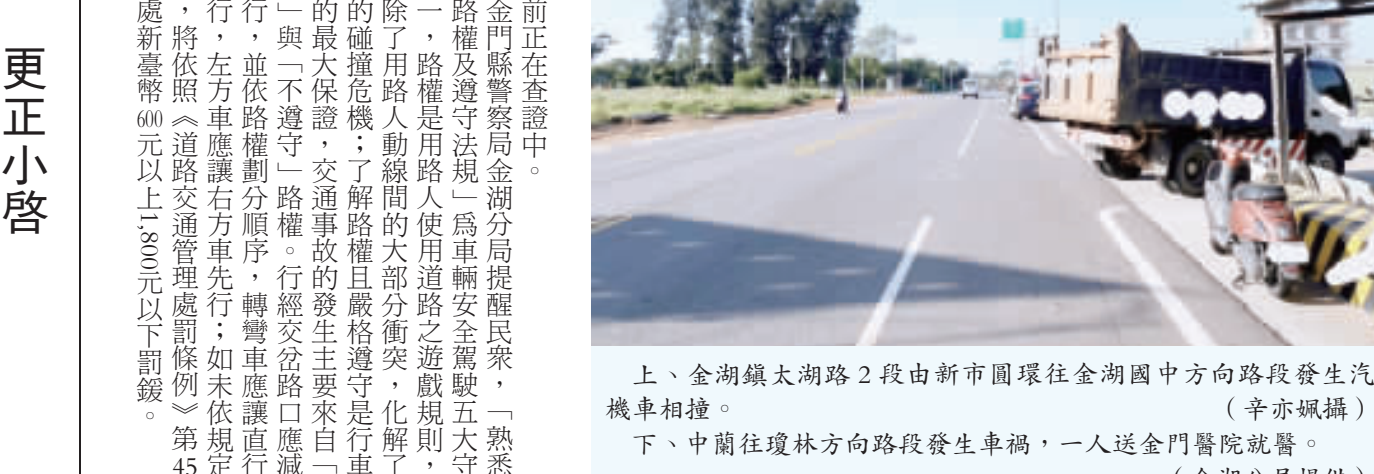 上、金湖鎮太湖路2段由新市圓環往金湖國中方向路段發生汽
機車相撞。 (辛亦姵攝)
下、中蘭往瓊林方向路段發生車禍,一人送金門醫院就醫。
前正在查證中。
金門縣警察局金湖分局提醒民眾,「熟悉
路權及遵守法規」爲車輛安全駕駛五大守
一,路權是用路人使用道路之遊戲規則,
除了用路人動線間的大部分衝突,化解了
的碰撞危機;了解路權且嚴格遵守是行車
的最大保證,交通事故的發生主要來自「
」與「不遵守」路權。行經交岔路口應減
行,並依路權劃分順序,轉彎車應讓直行
行,左方車應讓右方車先行;如未依規定
,將依照《道路交通管理處罰條例》第45
處新臺幣600元以上1,800元以下罰鍰。
更正小啓